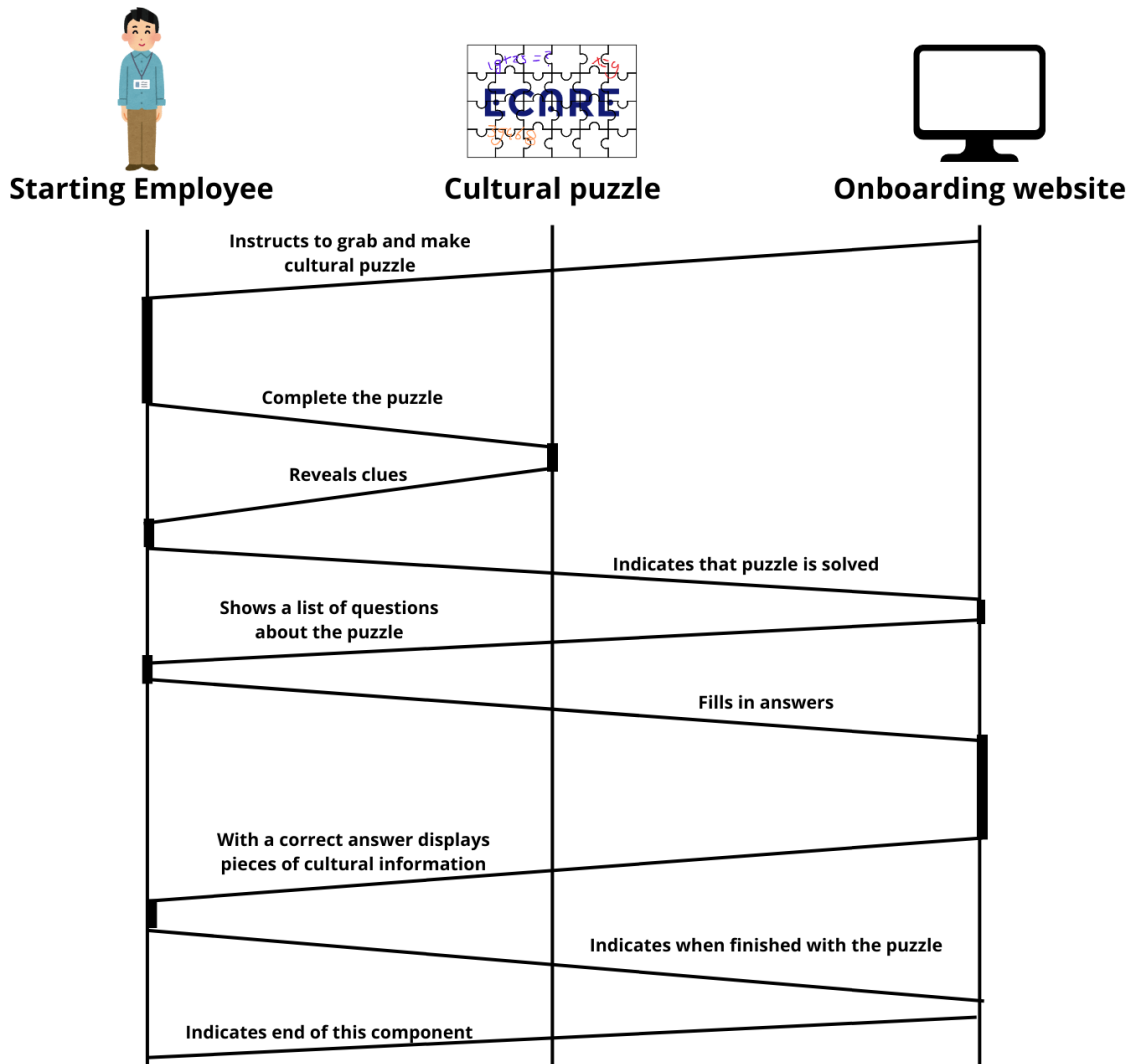 ECARE
Starting Employee
Cultural puzzle
Onboarding website
Instructs to grab and make
cultural puzzle
Complete the puzzle
Reveals clues
Indicates that puzzle is solved
Shows a list of questions
about the puzzle
Fills in answers
With a correct answer displays
pieces of cultural information
Indicates when finished with the puzzle
Indicates end of this component